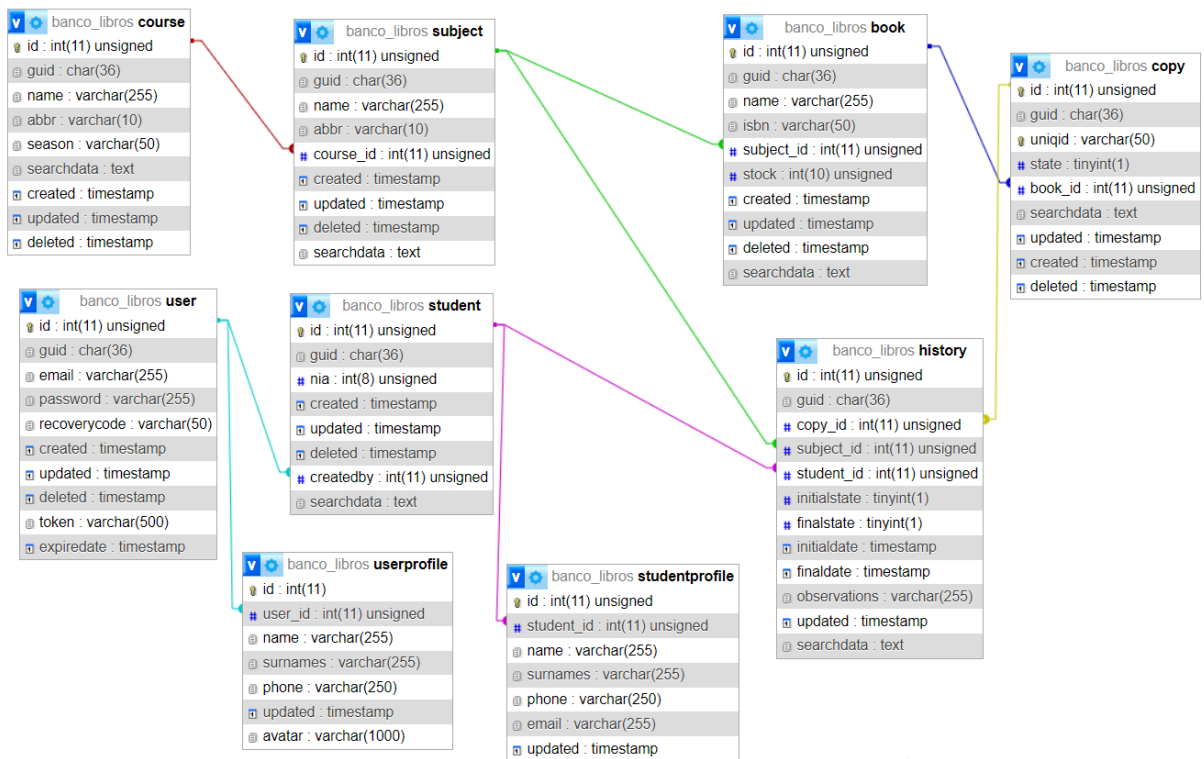 banco_libros course
id : int(11) unsigned
guid : char(36)
name : varchar(255)
abbr : varchar(10)
season : varchar(50)
searchdata : text
created : timestamp
updated : timestamp
deleted : timestamp
banco_libros subject
id : int(11) unsigned
guid : char(36)
name : varchar(255)
abbr : varchar(10)
course_id : int(11) unsigned
created : timestamp
updated : timestamp
deleted : timestamp
searchdata : text
banco_libros book
id : int(11) unsigned
guid : char(36)
name : varchar(255)
isbn : varchar(50)
subject_id : int(11) unsigned
stock : int(10) unsigned
created : timestamp
updated : timestamp
deleted : timestamp
searchdata : text
banco_libros copy
id : int(11) unsigned
guid : char(36)
uniqid : varchar(50)
state : tinyint(1)
book_id : int(11) unsigned
searchdata : text
updated : timestamp
created : timestamp
deleted : timestamp
banco_libros user
id : int(11) unsigned
guid : char(36)
email : varchar(255)
password : varchar(255)
recoverycode : varchar(50)
created : timestamp
updated : timestamp
deleted : timestamp
token : varchar(500)
expiredate : timestamp
banco_libros student
id : int(11) unsigned
guid : char(36)
nia : int(8) unsigned
created : timestamp
updated : timestamp
deleted : timestamp
createdby : int(11) unsigned
searchdata : text
banco_libros history
id : int(11) unsigned
guid : char(36)
copy_id : int(11) unsigned
subject_id : int(11) unsigned
student_id : int(11) unsigned
initialstate : tinyint(1)
finalstate : tinyint(1)
initialdate : timestamp
finaldate : timestamp
observations : varchar(255)
updated : timestamp
searchdata : text
banco_libros userprofile
id : int(11)
user_id : int(11) unsigned
name : varchar(255)
surnames : varchar(255)
phone : varchar(250)
updated : timestamp
avatar : varchar(1000)
banco_libros studentprofile
id : int(11) unsigned
student_id : int(11) unsigned
name : varchar(255)
surnames : varchar(255)
phone : varchar(250)
email : varchar(255)
updated : timestamp